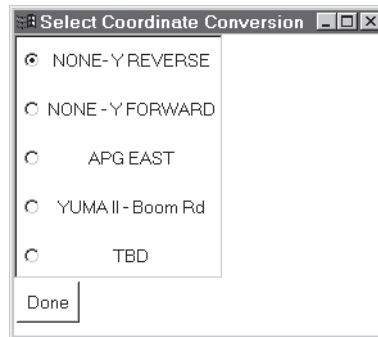 Select Coordinate Conversion
NONE-Y REVERSE
NONE - Y FORWARD
APG EAST
YUMA II - Boom Rd
TBD
Done